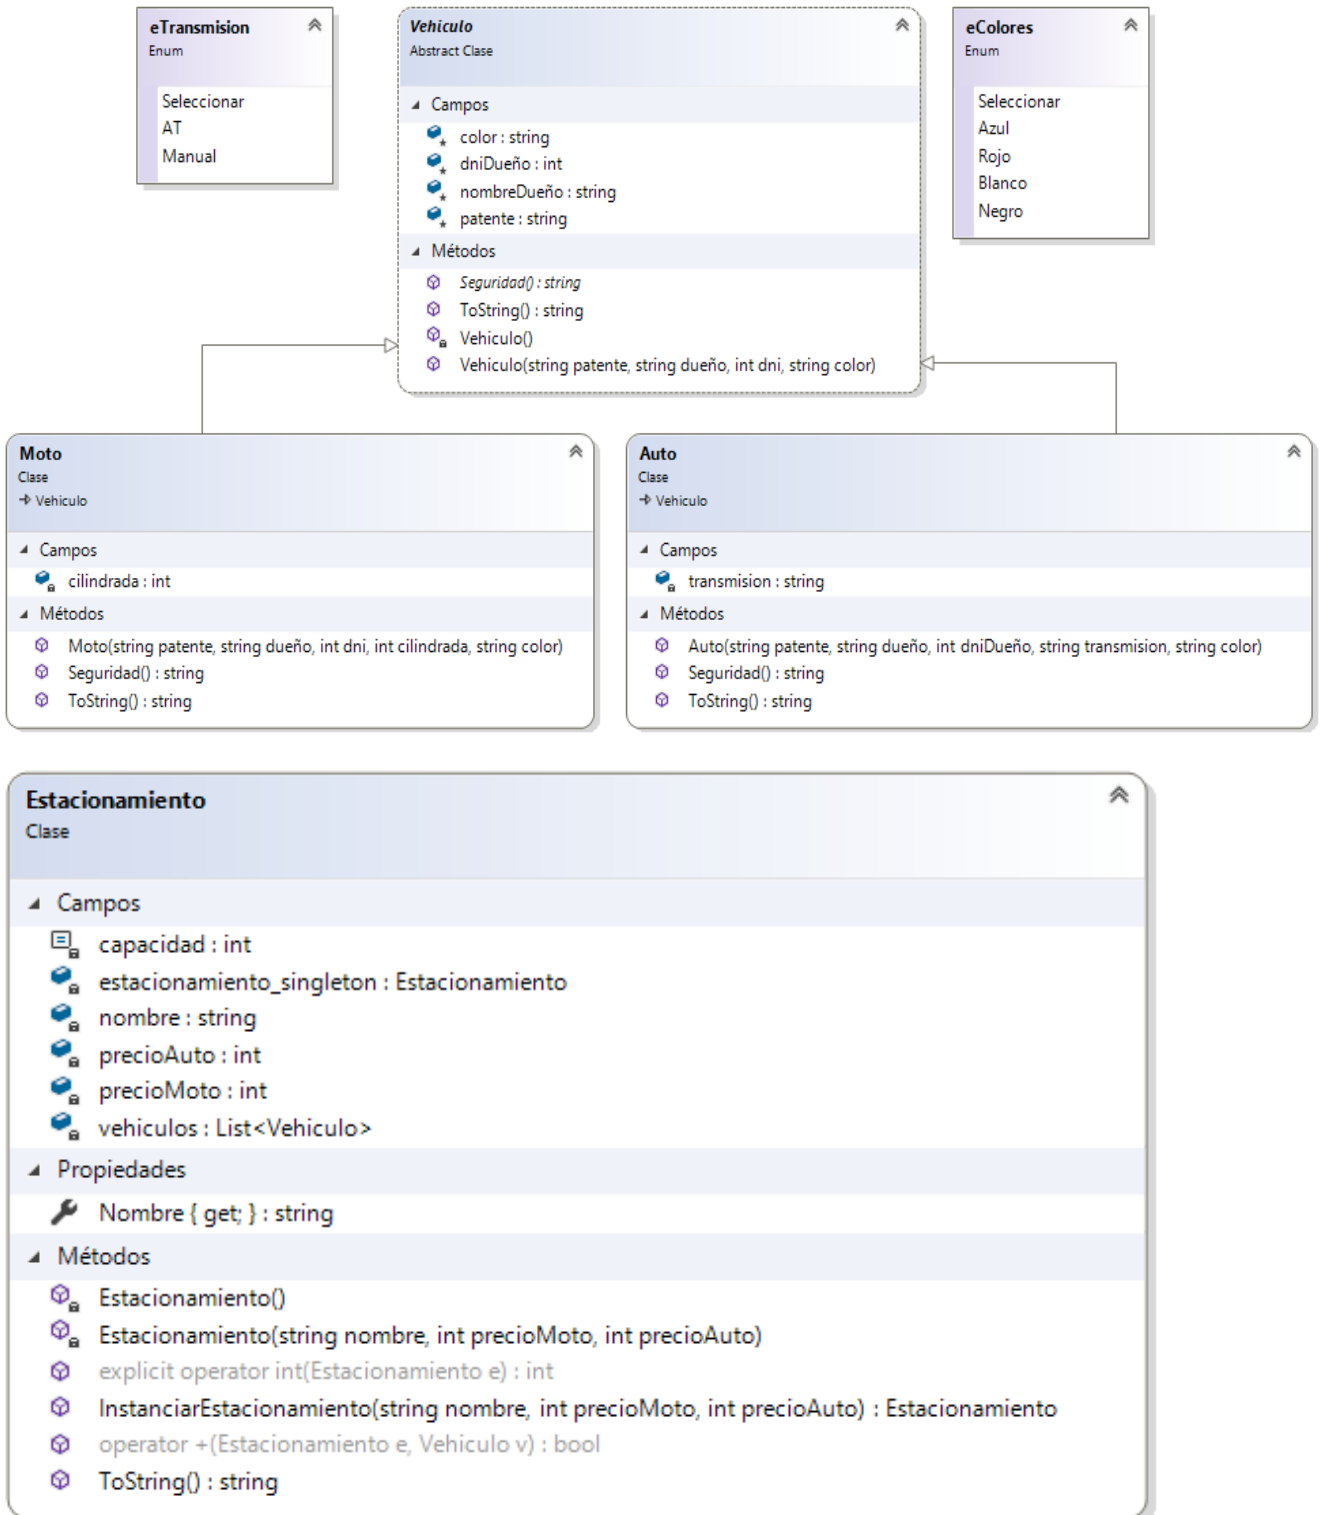 eTransmision
Enum
Seleccionar
AT
Manual
Vehiculo
Abstract Clase
Campos
color : string
dniDueño : int
nombreDueño : string
patente : string
Métodos
Seguridad() : string
ToString() : string
Vehiculo()
Vehiculo(string patente, string dueño, int dni, string color)
eColores
Enum
Seleccionar
Azul
Rojo
Blanco
Negro
Moto
Clase
Vehiculo
Campos
cilindrada : int
Métodos
Moto(string patente, string dueño, int dni, int cilindrada, string color)
Seguridad() : string
ToString() : string
Auto
Clase
Vehiculo
Campos
transmision : string
Métodos
Auto(string patente, string dueño, int dniDueño, string transmision, string color)
Seguridad() : string
ToString() : string
Estacionamiento
Clase
Campos
capacidad : int
estacionamiento_singleton : Estacionamiento
nombre : string
precioAuto : int
precioMoto : int
vehiculos : List<Vehiculo>
Propiedades
Nombre { get; } : string
Métodos
Estacionamiento()
Estacionamiento(string nombre, int precioMoto, int precioAuto)
explicit operator int(Estacionamiento e) : int
InstanciarEstacionamiento(string nombre, int precioMoto, int precioAuto) : Estacionamiento
operator +(Estacionamiento e, Vehiculo v) : bool
ToString() : string